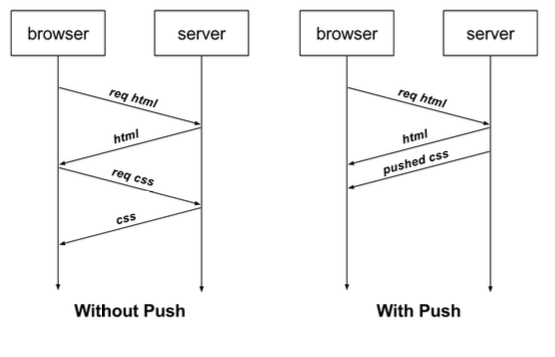 browser
server
req html
html
req css
css
Without Push
browser
server
req html
html
pushed css
With Push